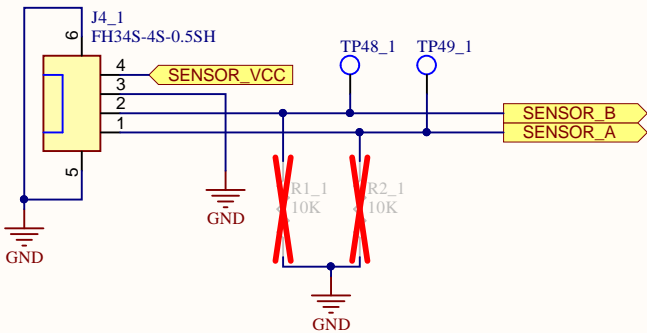 J4_1
FH34S-4S-0.5SH
6
TP48_1
TP49_1
4
SENSOR_VCC
3
2
SENSOR_B
1
SENSOR_A
5
R1_1
10K
R2_1
10K
GND
GND
GND